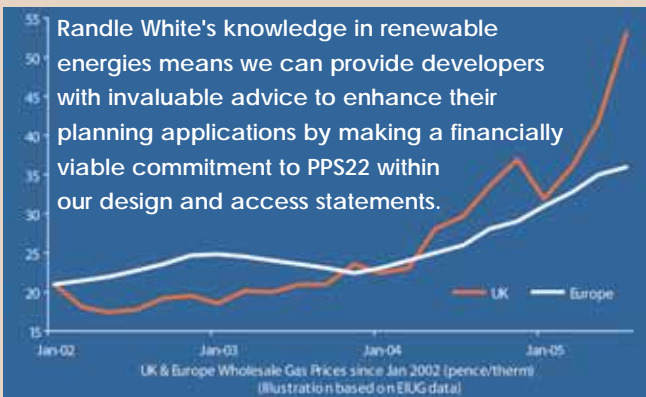 Randle White's knowledge in renewable
energies means we can provide developers
with invaluable advice to enhance their
planning applications by making a financially
viable commitment to PPS22 within
our design and access statements.
55
50
45
40
35
30
25
20
15
UK
Europe
Jan-02
Jan-03
Jan-04
Jan-05
UK & Europe Wholesale Gas Prices since Jan 2002 (pence/therm)
(Illustration based on EIUG data)